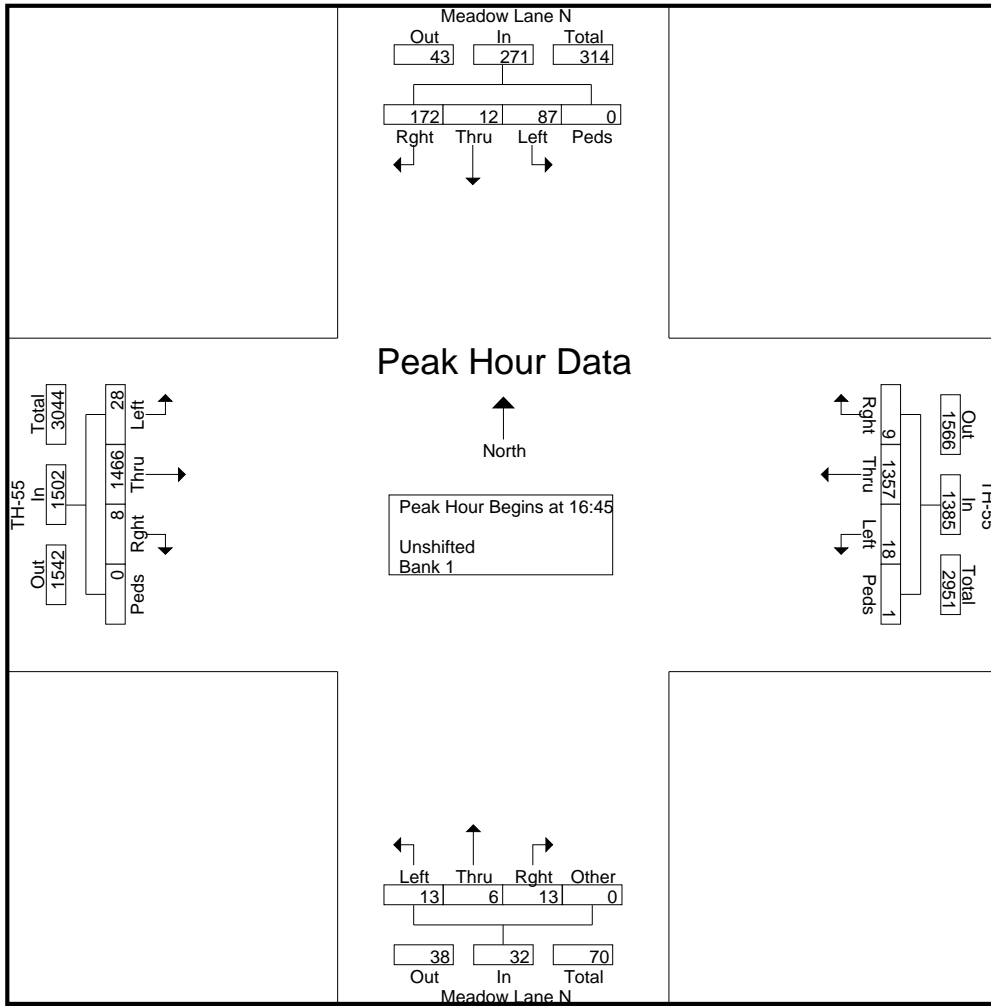 Meadow Lane N
Out In Total
43 271 314
172 12 87 0
Rght Thru Left Peds
Peak Hour Data
North
Peak Hour Begins at 16:45
Unshifted
Bank 1
TH-55
Out In Total
1542 1502 3044
Left Thru Rght Peds
28 1466 8 0
TH-55
Out In Total
1566 1385 2951
Rght Thru Left Peds
9 1357 18 1
Left Thru Rght Other
13 6 13 0
38 32 70
Out In Total
Meadow Lane N